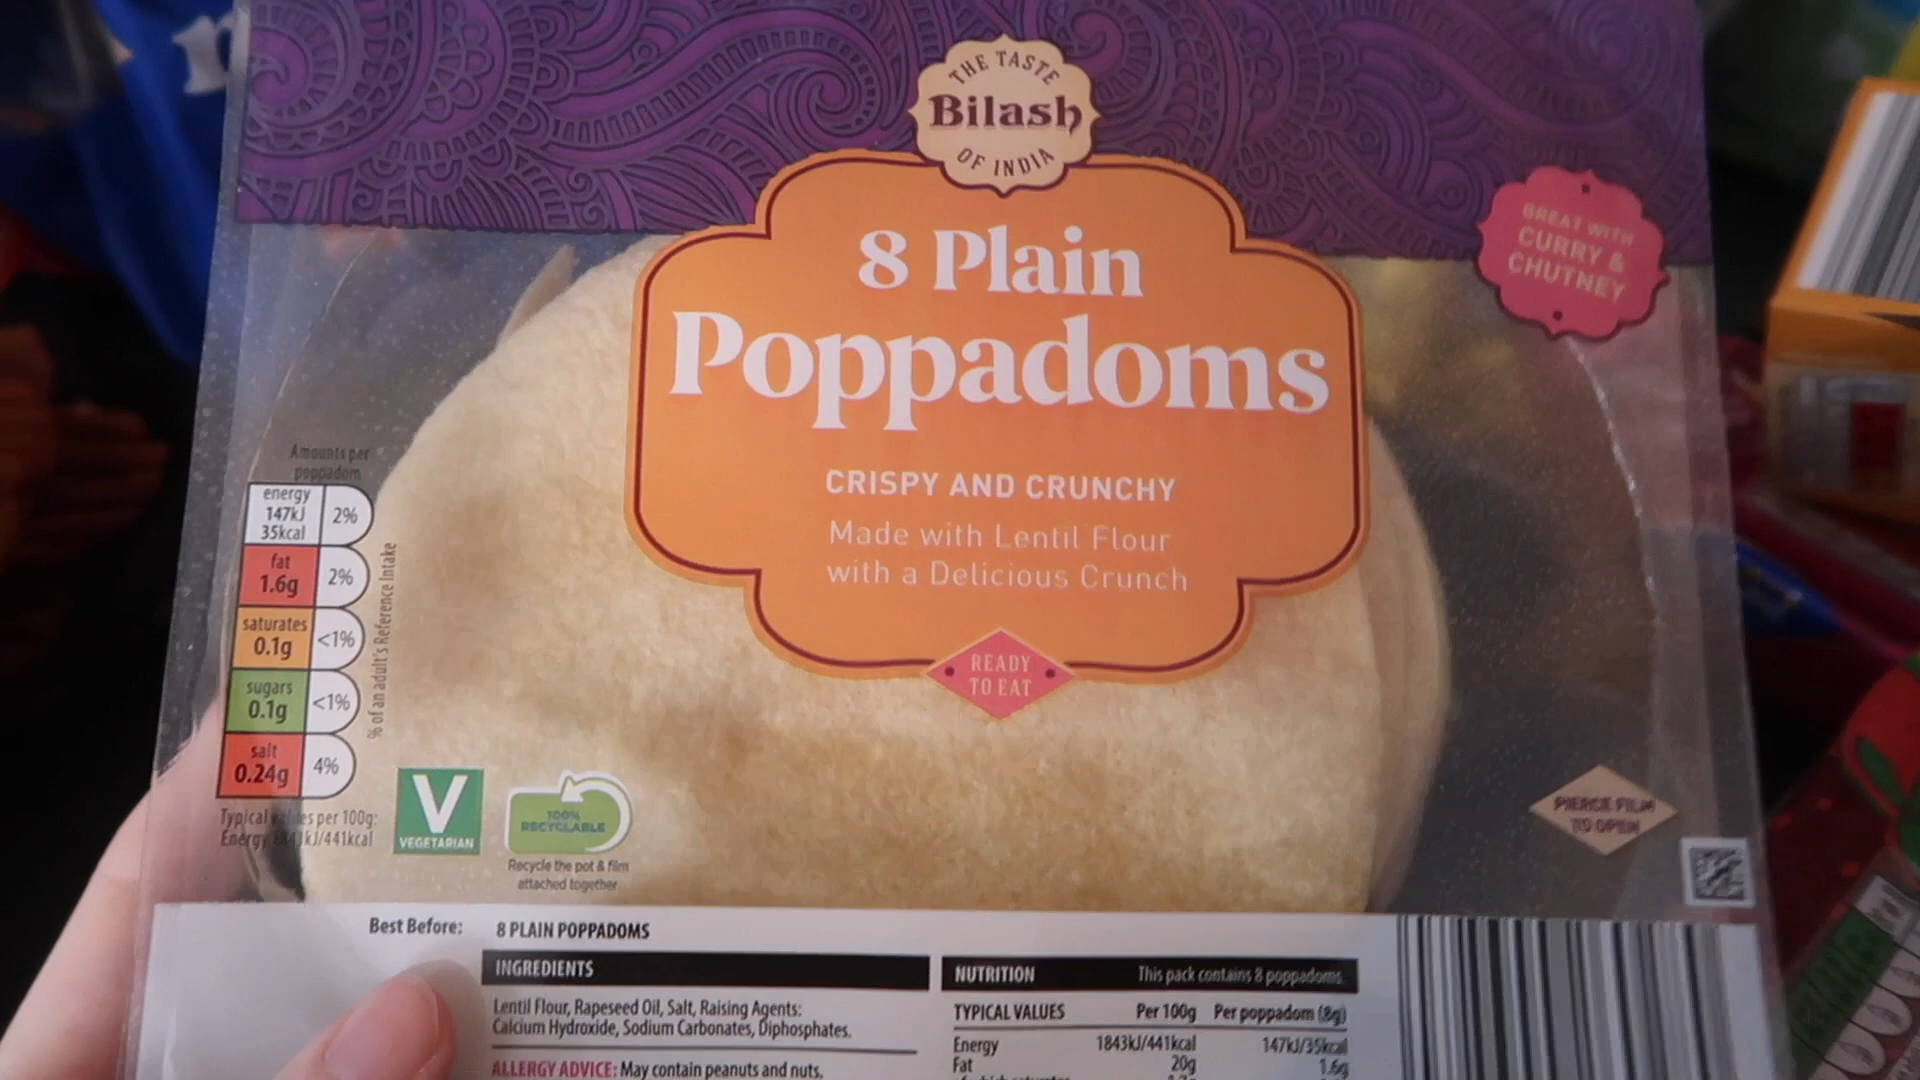 THE TASTE
Bilash
OF INDIA
8 Plain
Poppadoms
CRISPY AND CRUNCHY
Made with Lentil Flour
with a Delicious Crunch
READY
TO EAT
GREAT WITH
CURRY &
CHUTNEY
Amounts per
poppadom
energy
147kJ
35kcal
2%
fat
1.6g
2%
saturates
0.1g
<1%
sugars
0.1g
<1%
salt
0.24g
4%
% of an adult's Reference Intake
Typical per 100g:
Energy kJ/441kcal
V
VEGETARIAN
100%
RECYCLABLE
Recycle the pot & film
attached together
PIERCE FILM
TO OPEN
Best Before:
8 PLAIN POPPADOMS
INGREDIENTS
Lentil Flour, Rapeseed Oil, Salt, Raising Agents:
Calcium Hydroxide, Sodium Carbonates, Diphosphates.
ALLERGY ADVICE: May contain peanuts and nuts.
NUTRITION This pack contains 8 poppadoms.
TYPICAL VALUES Per 100g Per poppadom (8g)
Energy 1843kJ/441kcal 147kJ/35kcal
Fat 20g 1.6g